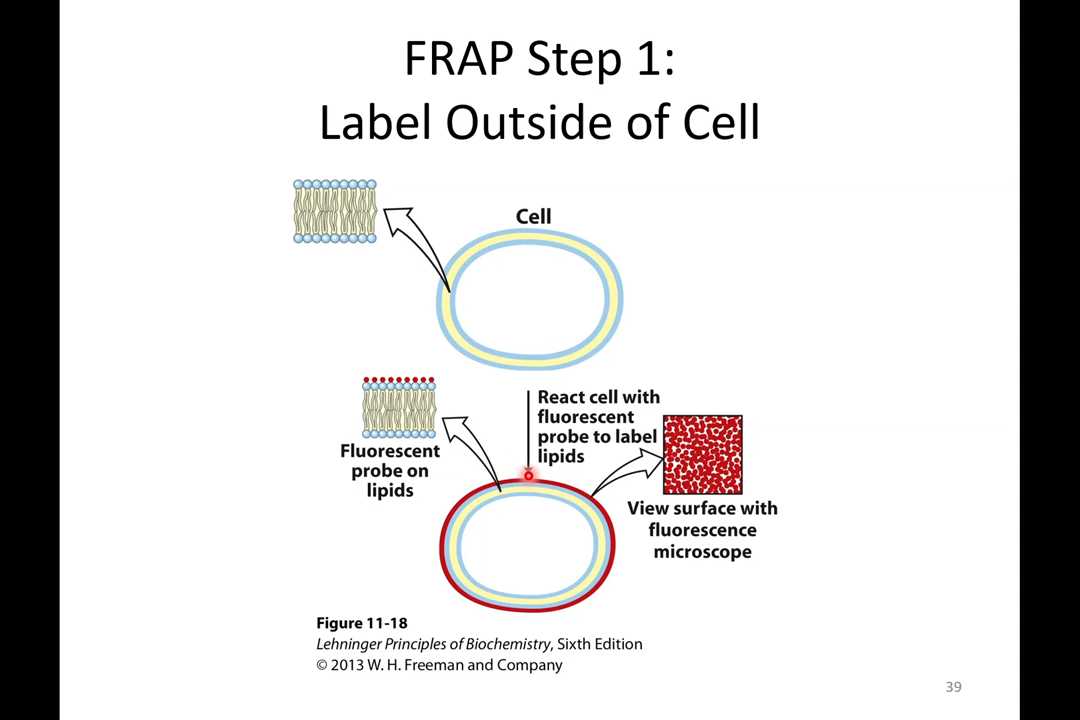 FRAP Step 1:
Label Outside of Cell
Cell
React cell with
fluorescent
probe to label
lipids
Fluorescent
probe on
lipids
View surface with
fluorescence
microscope
Figure 11-18
Lehninger Principles of Biochemistry, Sixth Edition
© 2013 W. H. Freeman and Company
39